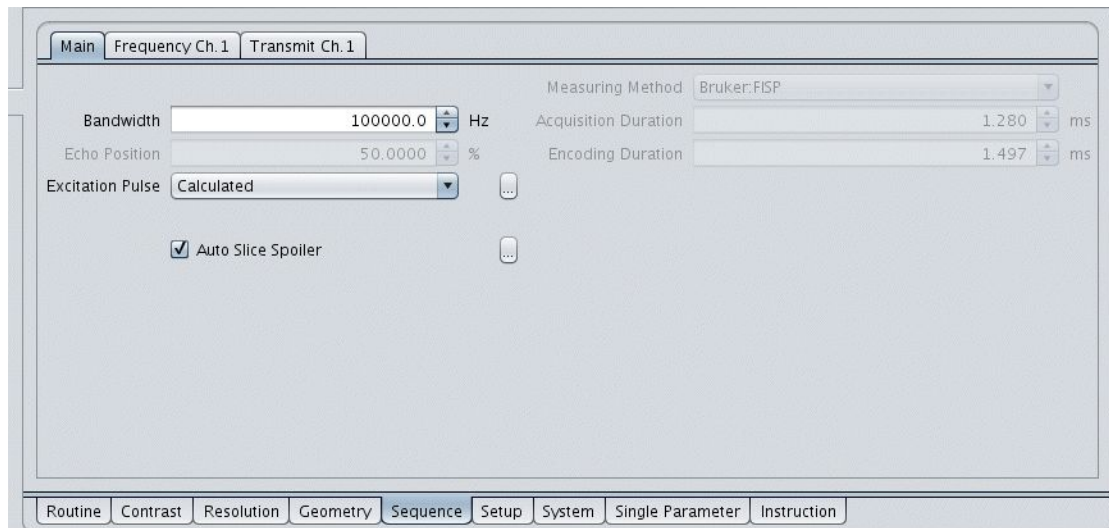 Main Frequency Ch.1 Transmit Ch.1
Measuring Method Bruker:FISP
Bandwidth 100000.0 Hz Acquisition Duration 1.280 ms
Echo Position 50.0000 % Encoding Duration 1.497 ms
Excitation Pulse Calculated ...
Auto Slice Spoiler ...
Routine Contrast Resolution Geometry Sequence Setup System Single Parameter Instruction